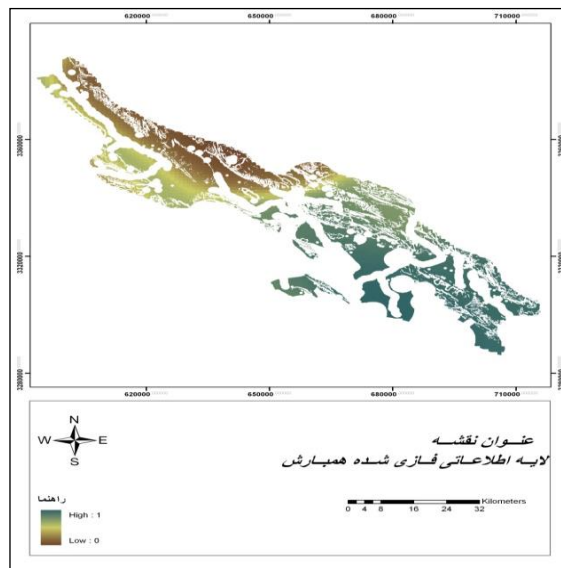 620000 650000 680000 710000
3360000
3320000
3280000
620000 650000 680000 710000
N
W E
S
عنوان نقشه
لایه اطلاعاتی فازی شده همبارش
راهنما
High : 1
Low : 0
Kilometers
0 4 8 16 24 32